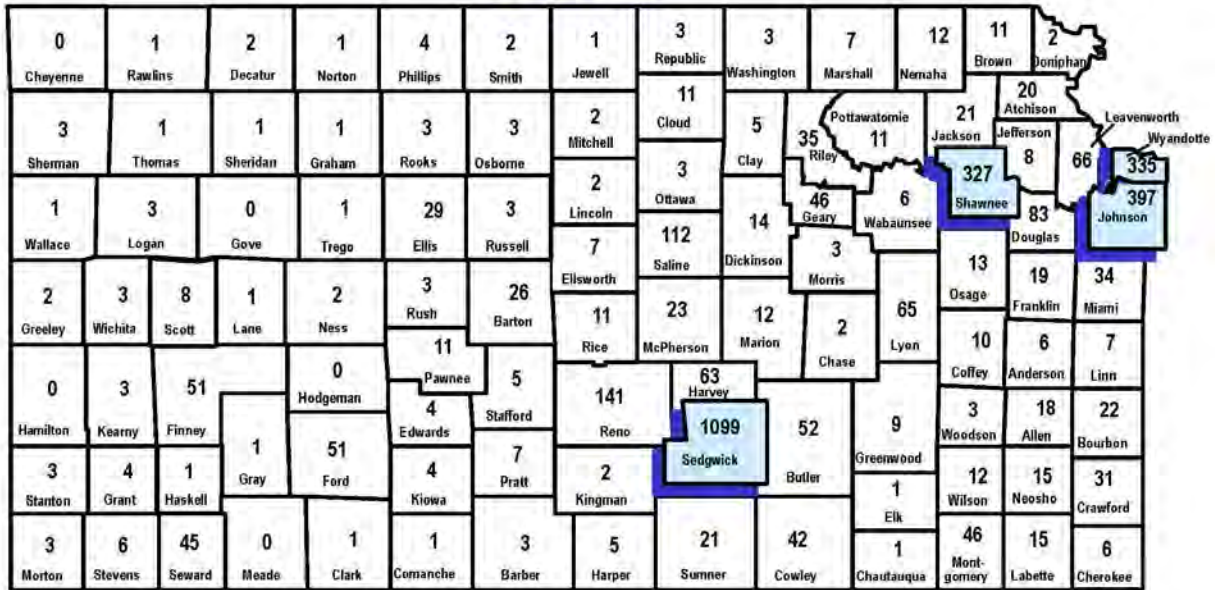 0 1 2 1 4 2 1 3 3 7 12 11 2
Cheyenne Rawlins Decatur Norton Phillips Smith Jewell Republic Washington Marshall Nemaha Brown Doniphan
3 1 1 1 3 3 2 11 5 35 Pottawatomie 11 21 20
Sherman Thomas Sheridan Graham Rooks Osborne Mitchell Cloud Clay Riley Jackson Atchison
Jefferson 8 66 Leavenworth Wyandotte 335
1 3 0 1 29 3 2 3 14 46 6 327 83 397
Wallace Logan Gove Trego Ellis Russell Lincoln Ottawa Dickinson Geary Wabaunsee Shawnee Douglas Johnson
7 112 3
Ellsworth Saline Morris
2 3 8 1 2 3 26 11 23 12 2 65 13 19 34
Greeley Wichita Scott Lane Ness Rush Barton Rice McPherson Marion Chase Lyon Osage Franklin Miami
10 6 7
Coffey Anderson Linn
0 3 51 0 11 5 141 63
Hamilton Kearny Finney Hodgeman Pawnee Stafford Reno Harvey
1 51 4 1099 52 9 3 18 22
Gray Ford Edwards Sedgwick Butler Greenwood Woodson Allen Bourbon
3 4 1 4 7 2 1 12 15 31
Stanton Grant Haskell Kiowa Pratt Kingman Elk Wilson Neosho Crawford
3 6 45 0 1 1 3 5 21 42 1 46 15 6
Morton Stevens Seward Meade Clark Comanche Barber Harper Sumner Cowley Chautauqua Mont-
gomery Labette Cherokee